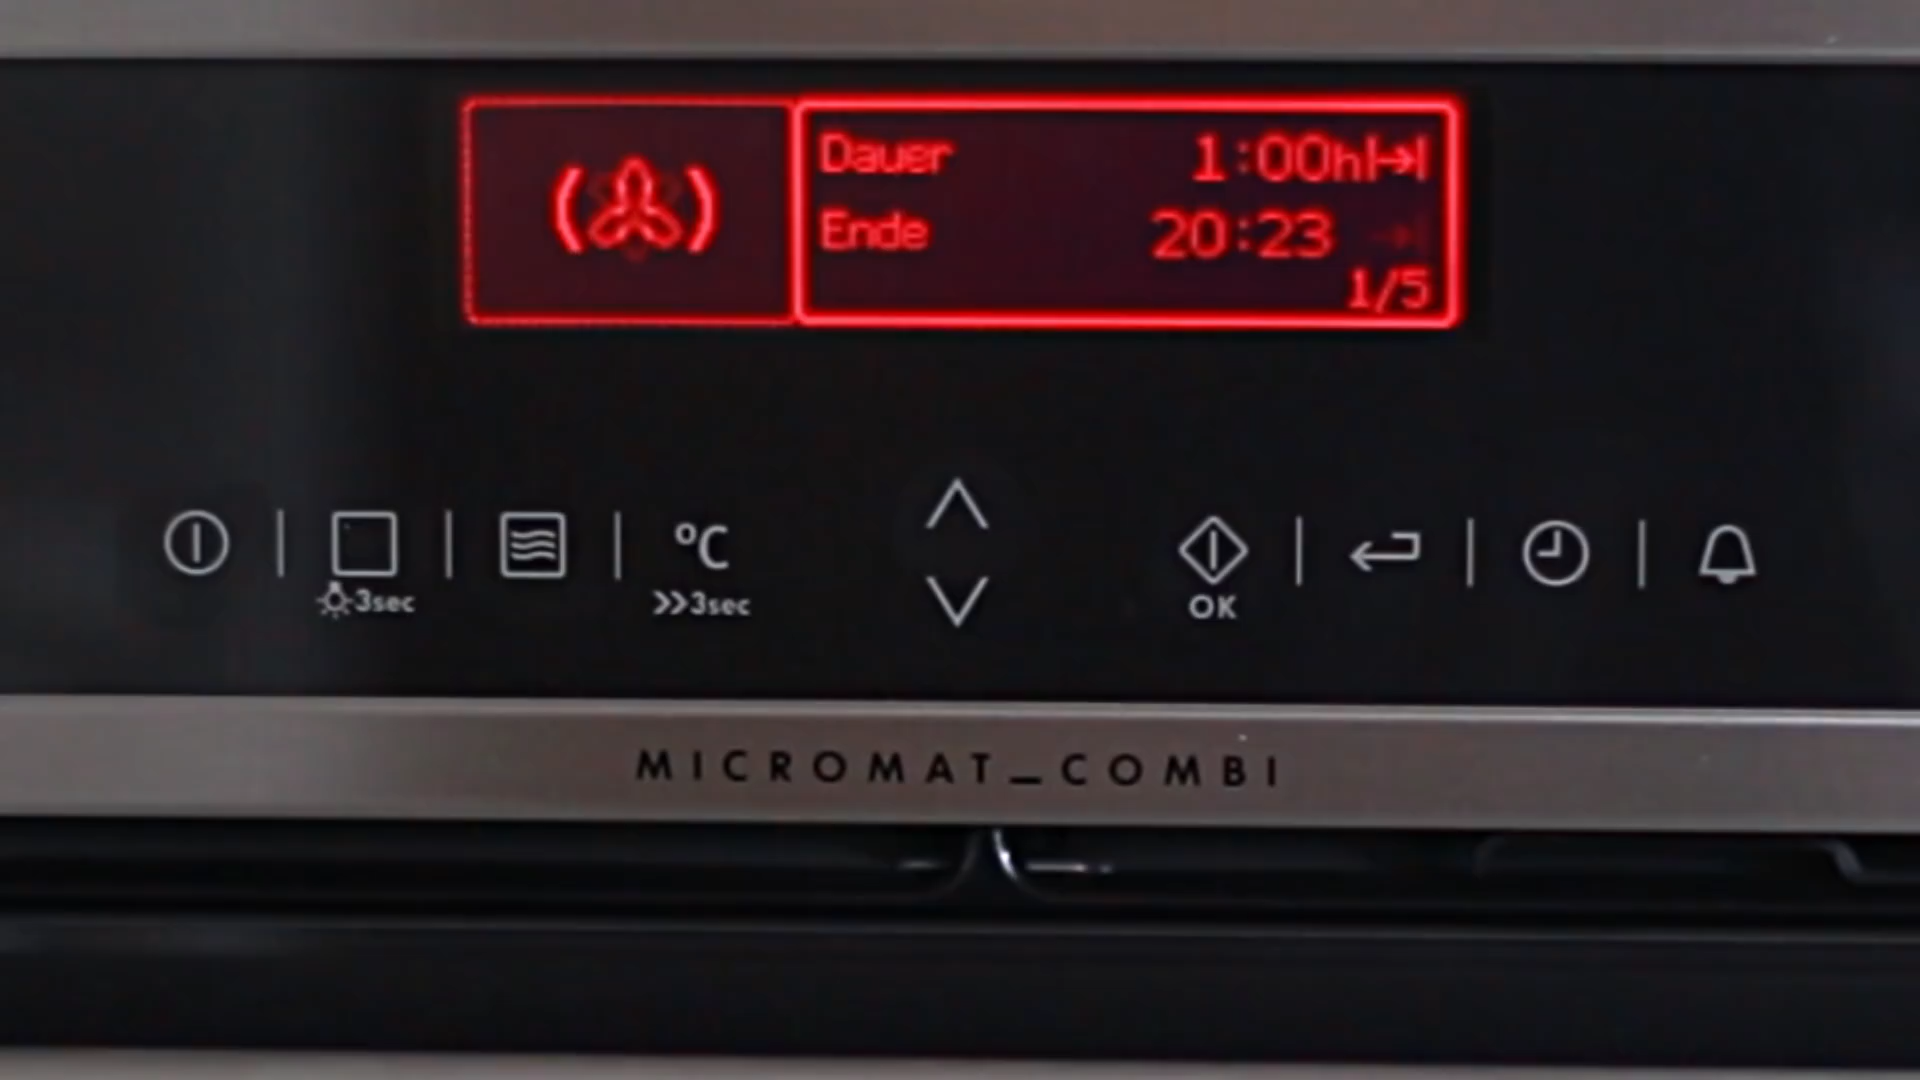 Dauer 1:00h
Ende 20:23
1/5
°C
3sec
»3sec
OK
MICROMAT_COMBI